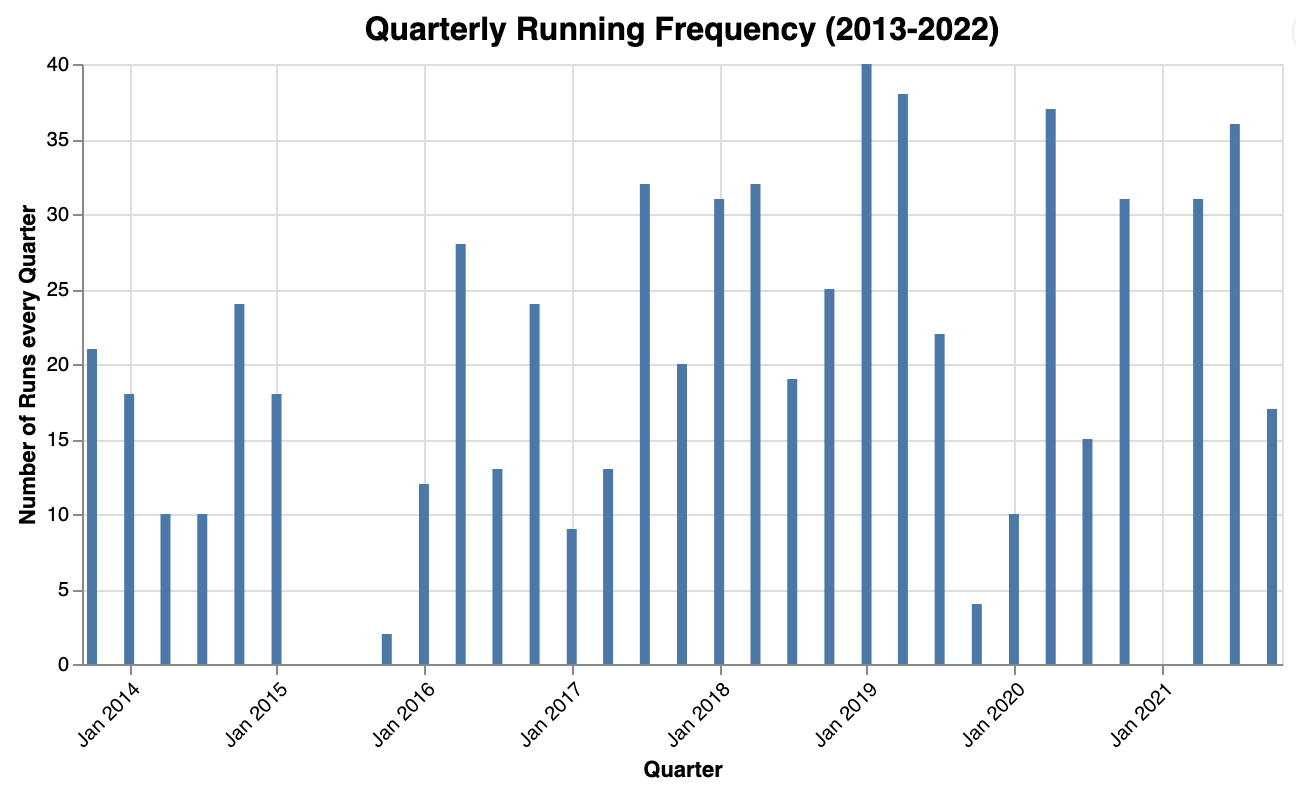 Quarterly Running Frequency (2013-2022)
Number of Runs every Quarter
40
35
30
25
20
15
10
5
0
Jan 2014
Jan 2015
Jan 2016
Jan 2017
Jan 2018
Jan 2019
Jan 2020
Jan 2021
Quarter